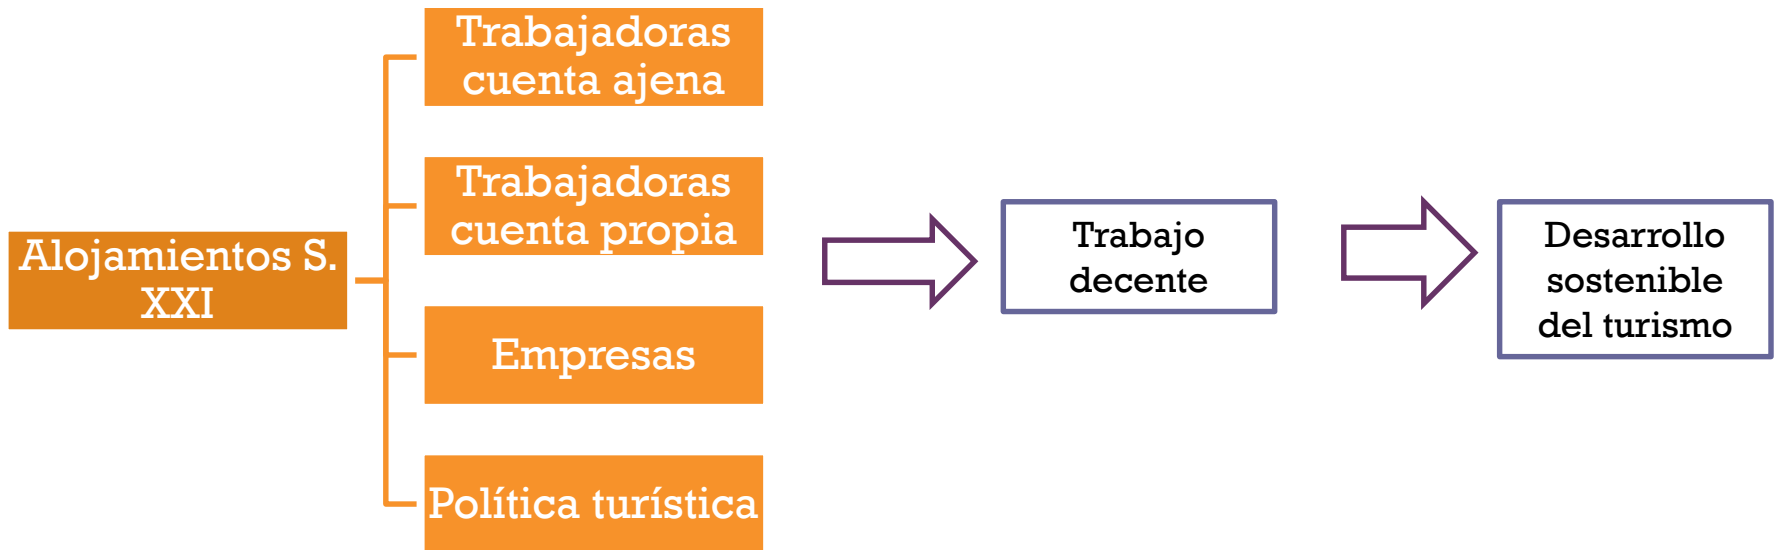 Alojamientos S.
XXI
Trabajadoras
cuenta ajena
Trabajadoras
cuenta propia
Empresas
Política turística
Trabajo
decente
Desarrollo
sostenible
del turismo